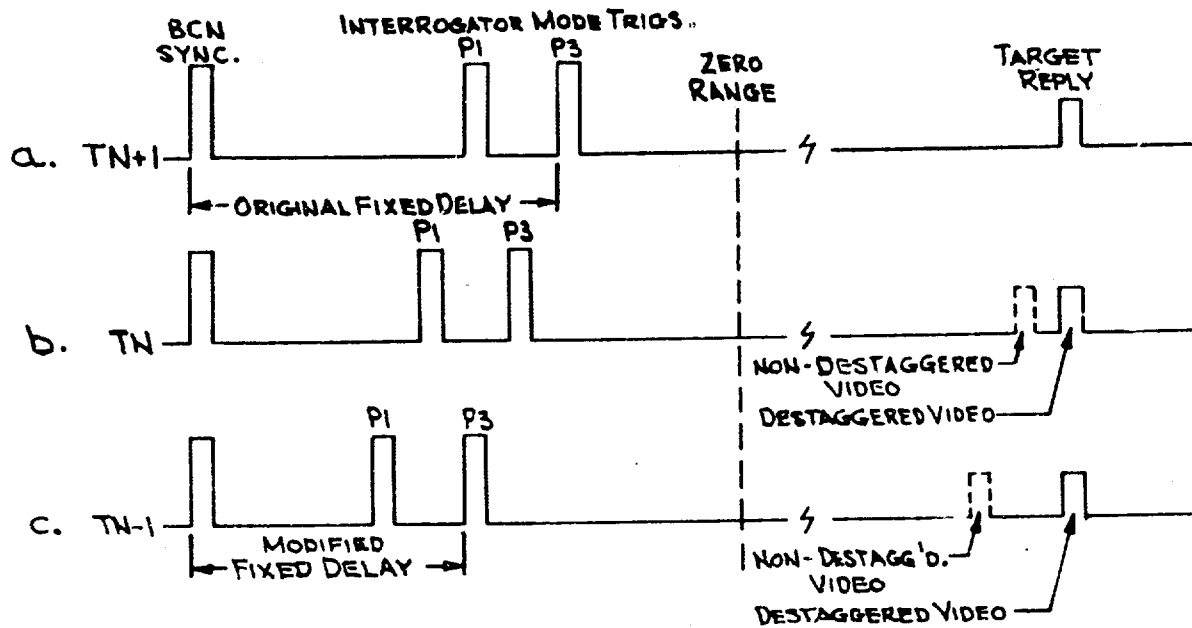 BCN
SYNC.
INTERROGATOR MODE TRIGS..
P1
P3
ZERO
RANGE
TARGET
REPLY
a. TN+1
ORIGINAL FIXED DELAY
P1
P3
b. TN
NON-DESTAGGERED
VIDEO
DESTAGGERED VIDEO
P1
P3
c. TN-1
MODIFIED
FIXED DELAY
NON-DESTAGG'D.
VIDEO
DESTAGGERED VIDEO